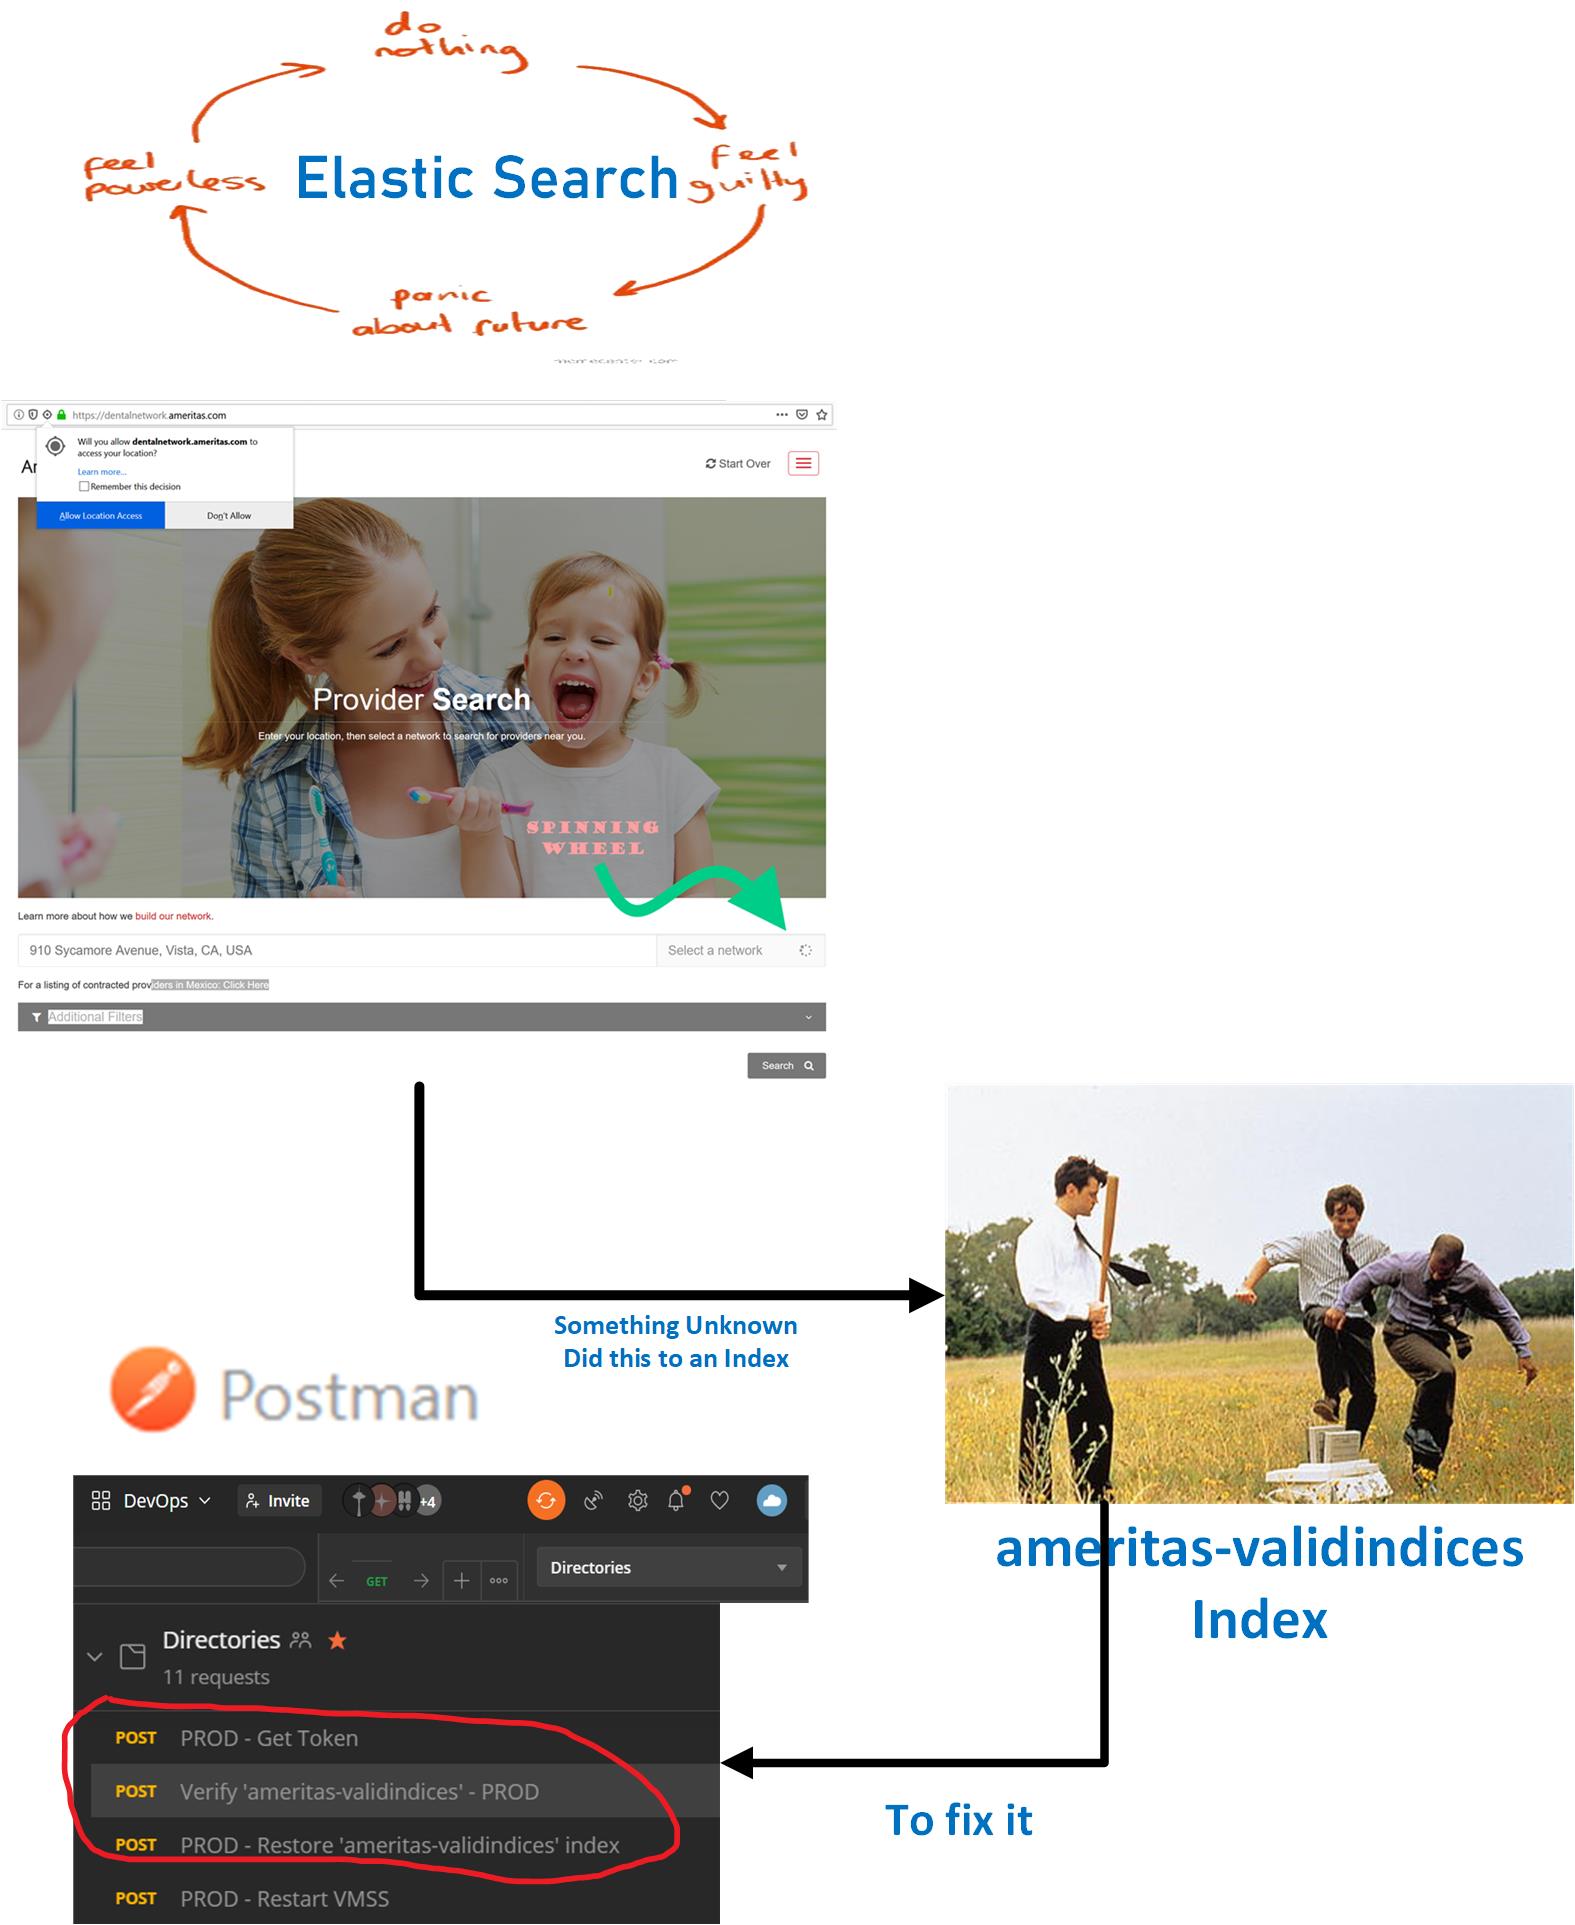 do
nothing
feel
powerless
Elastic Search
feel
guilty
panic
about future
https://dentalnetwork.ameritas.com
Will you allow dentalnetwork.ameritas.com to
access your location?
Learn more...
Remember this decision
Allow Location Access
Don't Allow
Start Over
Provider Search
Enter your location, then select a network to search for providers near you.
SPINNING
WHEEL
Learn more about how we build our network.
910 Sycamore Avenue, Vista, CA, USA
Select a network
For a listing of contracted providers in Mexico: Click Here
Additional Filters
Search
Something Unknown
Did this to an Index
Postman
DevOps
Invite
+4
GET
Directories
ameritas-validindices
Index
Directories
11 requests
POST PROD - Get Token
POST Verify 'ameritas-validindices' - PROD
POST PROD - Restore 'ameritas-validindices' index
POST PROD - Restart VMSS
To fix it